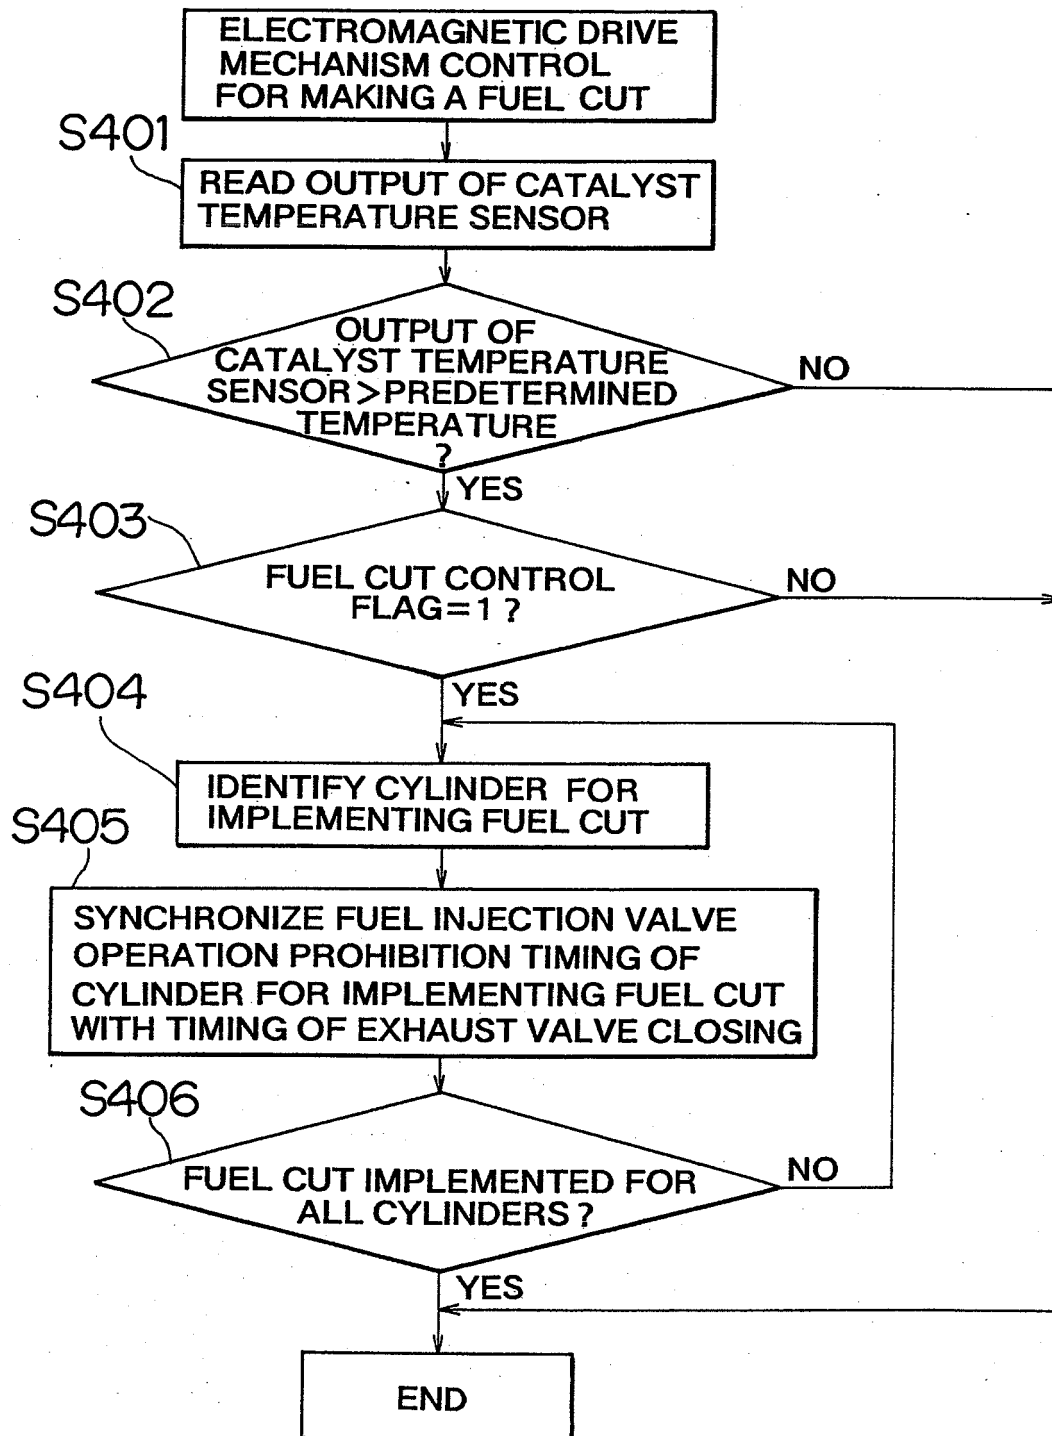 ELECTROMAGNETIC DRIVE
MECHANISM CONTROL
FOR MAKING A FUEL CUT
S401
READ OUTPUT OF CATALYST
TEMPERATURE SENSOR
S402
OUTPUT OF
CATALYST TEMPERATURE
SENSOR>PREDETERMINED
TEMPERATURE
?
NO
YES
S403
FUEL CUT CONTROL
FLAG=1?
NO
YES
S404
IDENTIFY CYLINDER FOR
IMPLEMENTING FUEL CUT
S405
SYNCHRONIZE FUEL INJECTION VALVE
OPERATION PROHIBITION TIMING OF
CYLINDER FOR IMPLEMENTING FUEL CUT
WITH TIMING OF EXHAUST VALVE CLOSING
S406
FUEL CUT IMPLEMENTED FOR
ALL CYLINDERS?
NO
YES
END